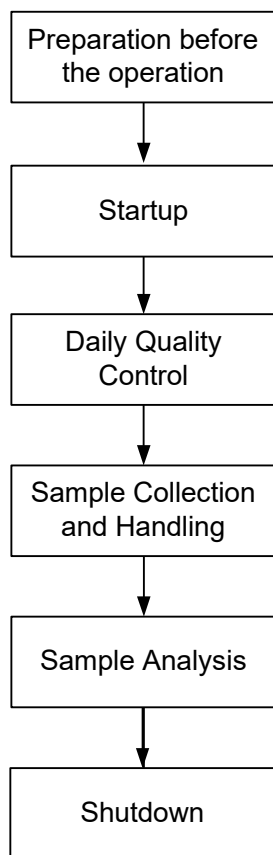 Preparation before
the operation
Startup
Daily Quality
Control
Sample Collection
and Handling
Sample Analysis
Shutdown